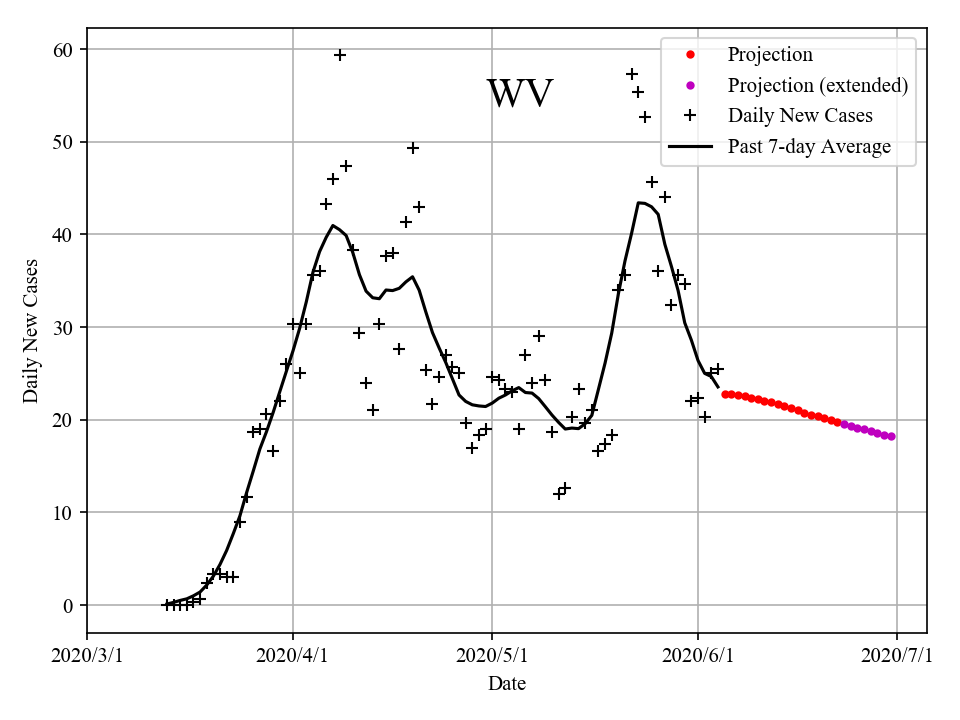 WV
Projection
Projection (extended)
Daily New Cases
Past 7-day Average
Daily New Cases
60
50
40
30
20
10
0
2020/3/1
2020/4/1
2020/5/1
2020/6/1
2020/7/1
Date